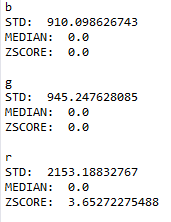 b
STD:  910.098626743
MEDIAN:  0.0
ZSCORE:  0.0

g
STD:  945.247628085
MEDIAN:  0.0
ZSCORE:  0.0

r
STD:  2153.18832767
MEDIAN:  0.0
ZSCORE:  3.65272275488